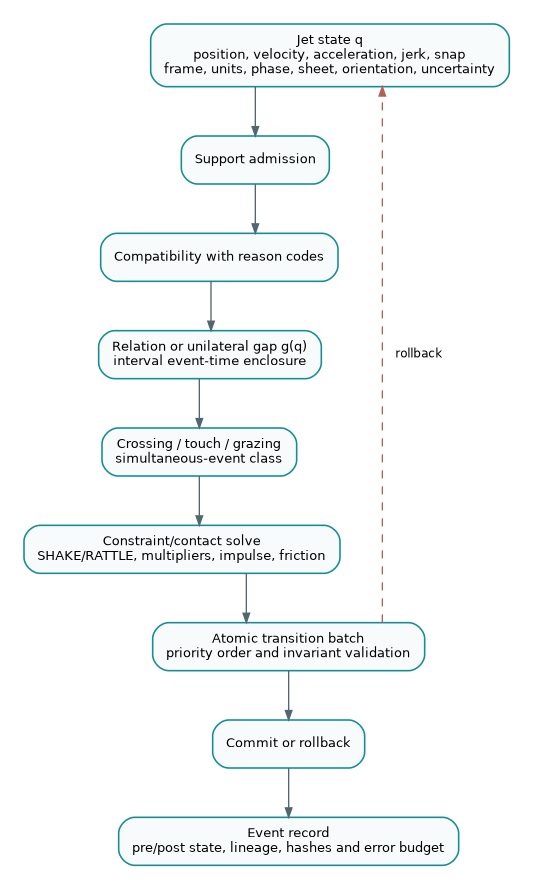 Jet state q
position, velocity, acceleration, jerk, snap
frame, units, phase, sheet, orientation, uncertainty
Support admission
Compatibility with reason codes
Relation or unilateral gap g(q)
interval event-time enclosure
rollback
Crossing / touch / grazing
simultaneous-event class
Constraint/contact solve
SHAKE/RATTLE, multipliers, impulse, friction
Atomic transition batch
priority order and invariant validation
Commit or rollback
Event record
pre/post state, lineage, hashes and error budget